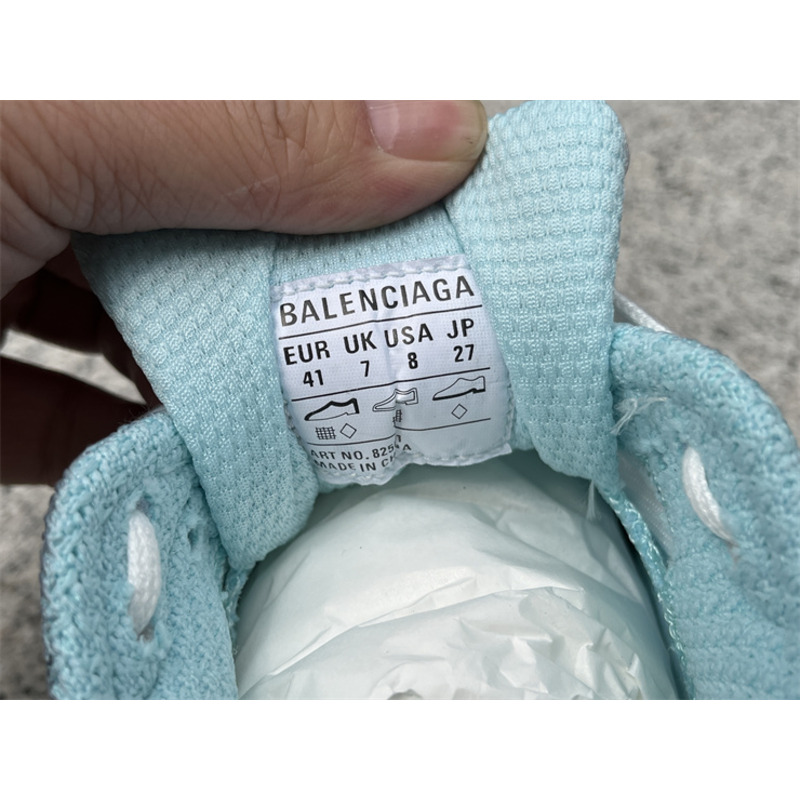 BALENCIAGA
EUR UK USA JP
41 7 8 27
ART NO.
MADE IN